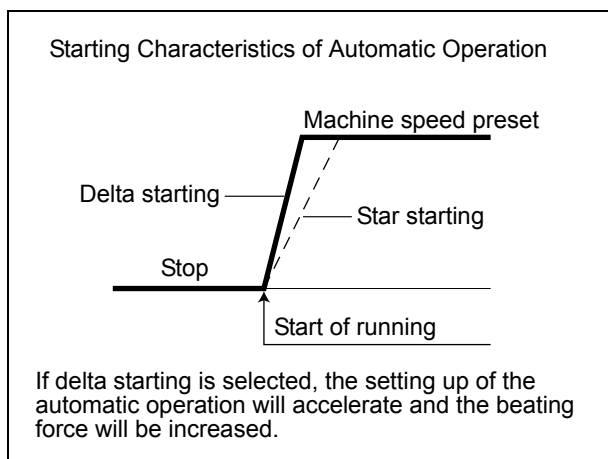 Starting Characteristics of Automatic Operation
Machine speed preset
Delta starting
Star starting
Stop
Start of running
If delta starting is selected, the setting up of the
automatic operation will accelerate and the beating
force will be increased.